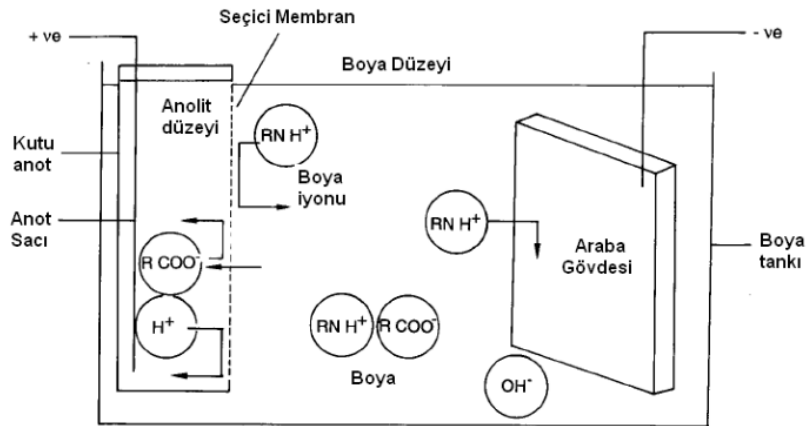 Seçici Membran
+ ve
- ve
Boya Düzeyi
Anolit
düzeyi
Kutu
anot
RN H⁺
Boya
iyonu
Anot
Sacı
RN H⁺
Araba
Gövdesi
Boya
tankı
R COO⁻
H⁺
RN H⁺
R COO⁻
Boya
OH⁻